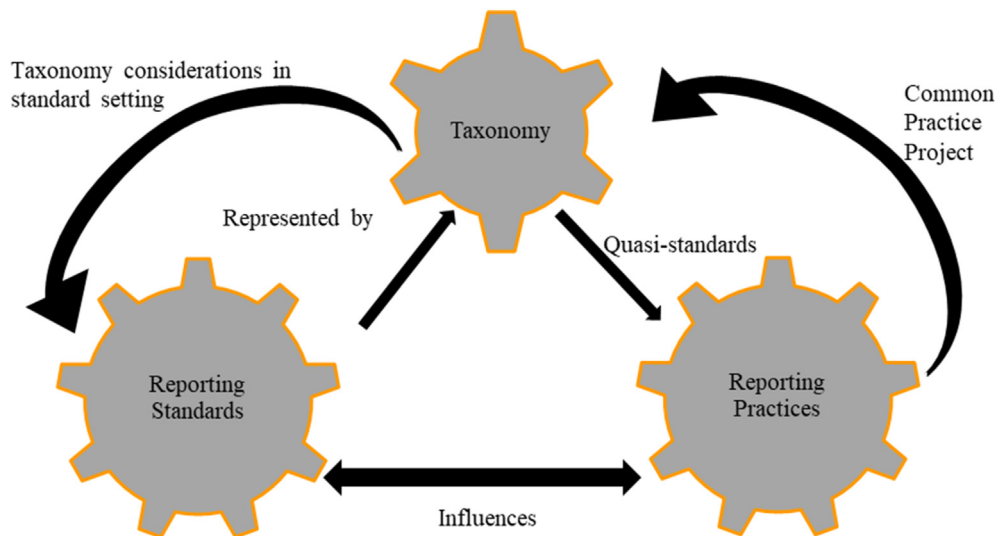 Taxonomy considerations in
standard setting
Taxonomy
Common
Practice
Project
Represented by
Quasi-standards
Reporting
Standards
Reporting
Practices
Influences